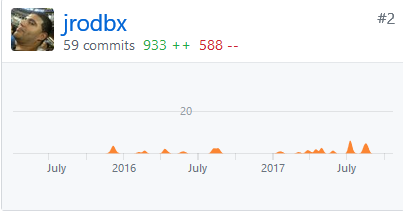 jrodbx #2
59 commits 933 ++ 588 --
20
July 2016 July 2017 July